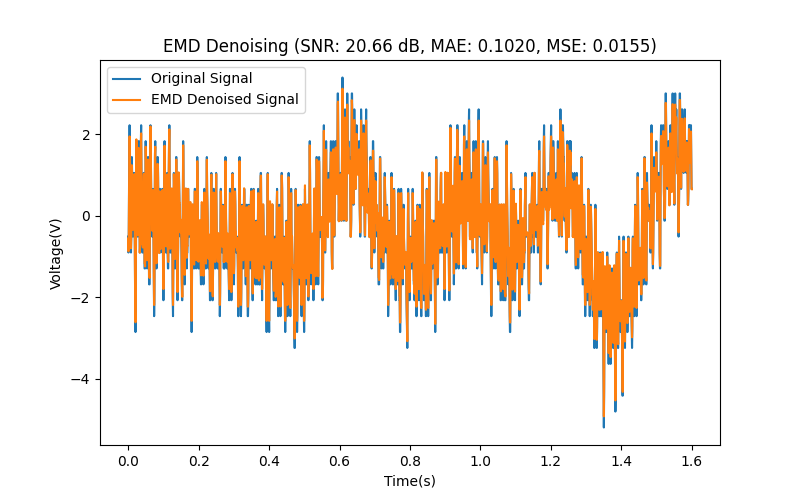 EMD Denoising (SNR: 20.66 dB, MAE: 0.1020, MSE: 0.0155)
Original Signal
EMD Denoised Signal
Voltage(V)
2
0
−2
−4
0.0 0.2 0.4 0.6 0.8 1.0 1.2 1.4 1.6
Time(s)